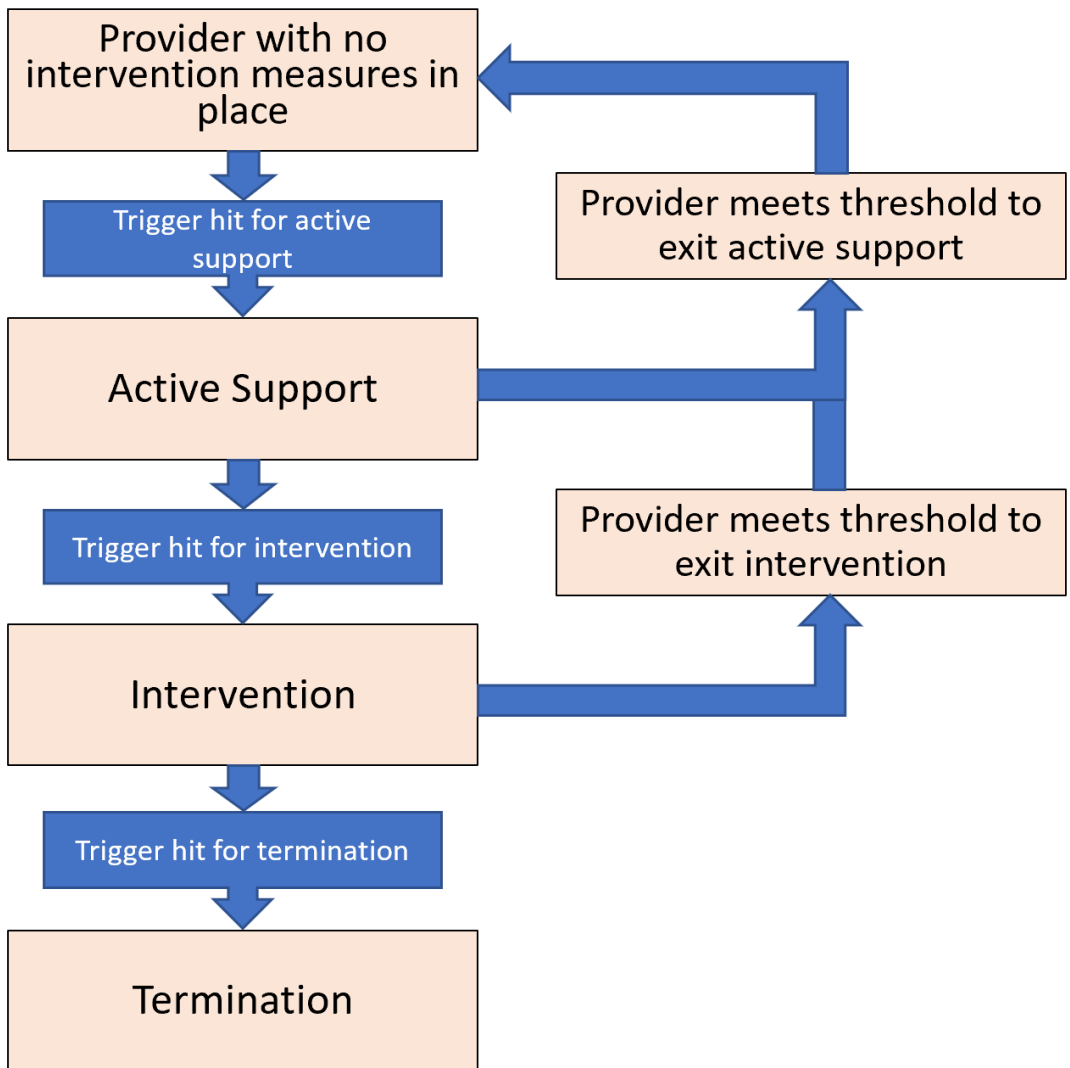 Provider with no
intervention measures in
place
Trigger hit for active
support
Provider meets threshold to
exit active support
Active Support
Trigger hit for intervention
Provider meets threshold to
exit intervention
Intervention
Trigger hit for termination
Termination